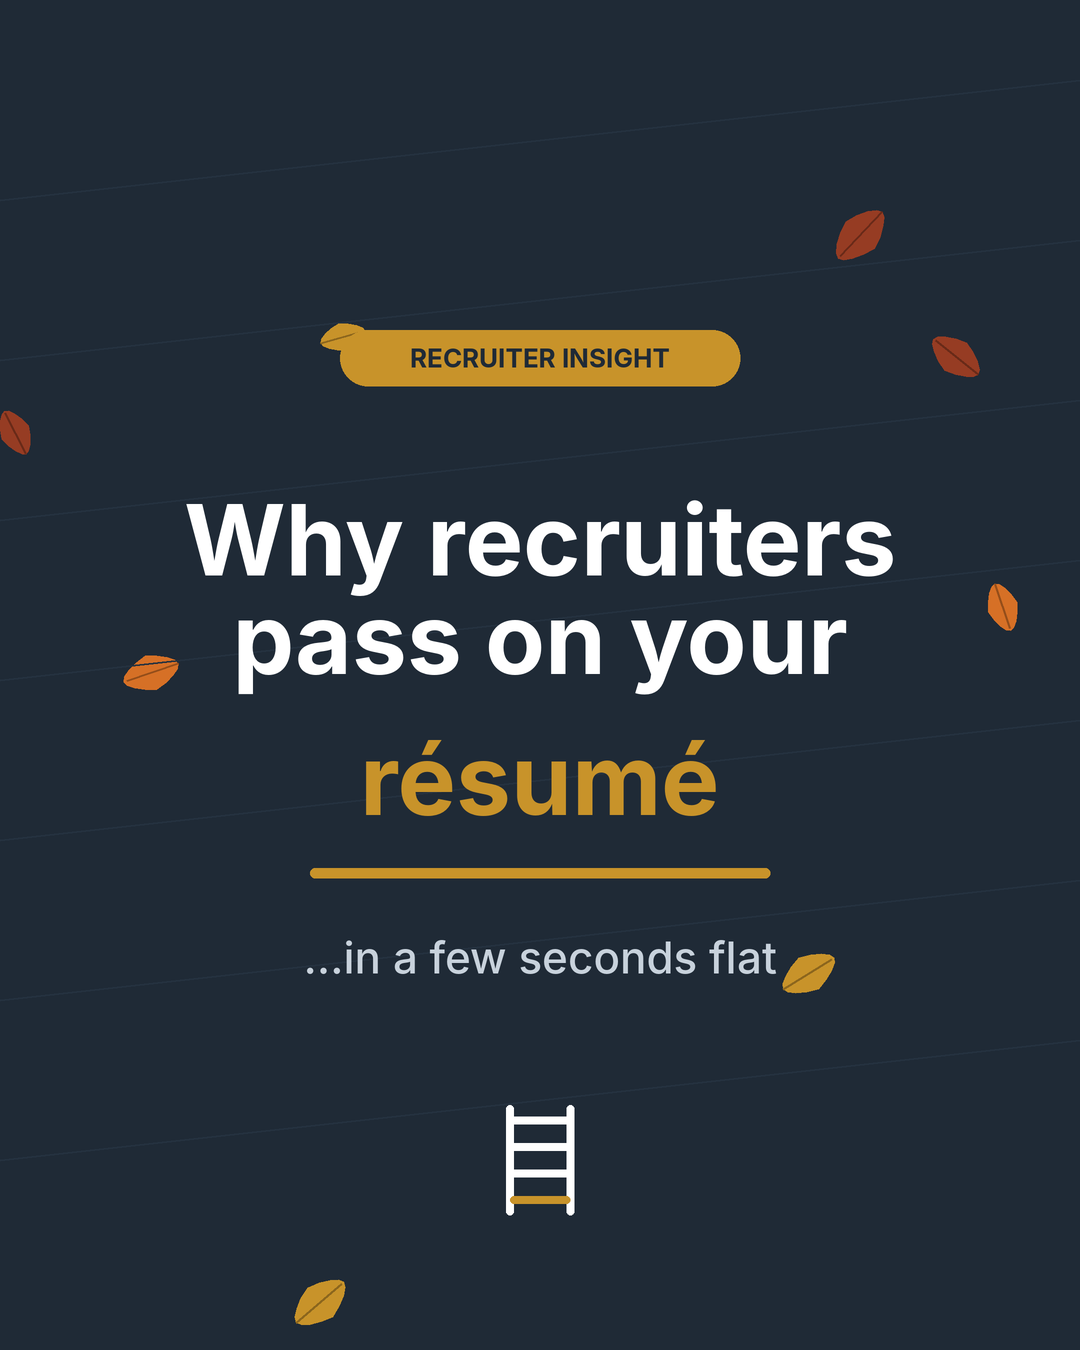 RECRUITER INSIGHT
Why recruiters
pass on your
résumé
...in a few seconds flat